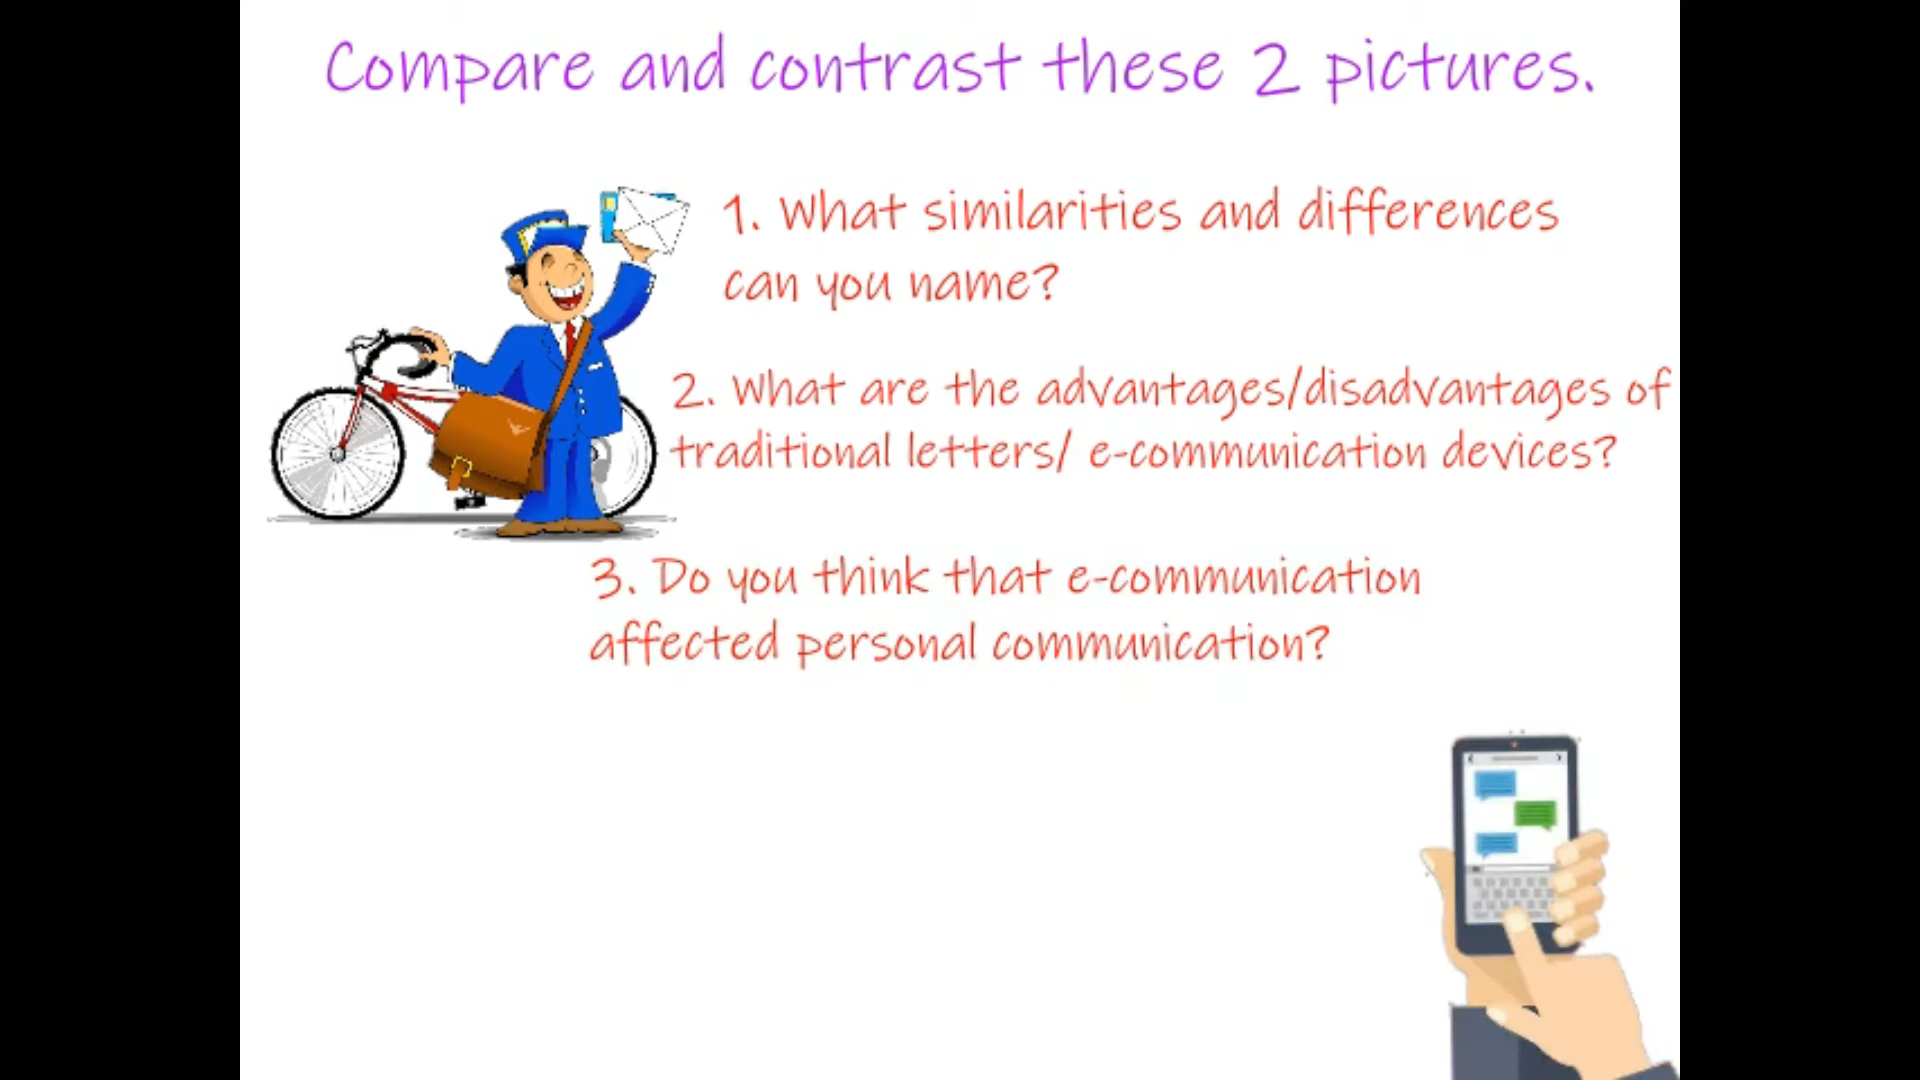 Compare and contrast these 2 pictures.
1. What similarities and differences
can you name?
2. What are the advantages/disadvantages of
traditional letters/ e-communication devices?
3. Do you think that e-communication
affected personal communication?